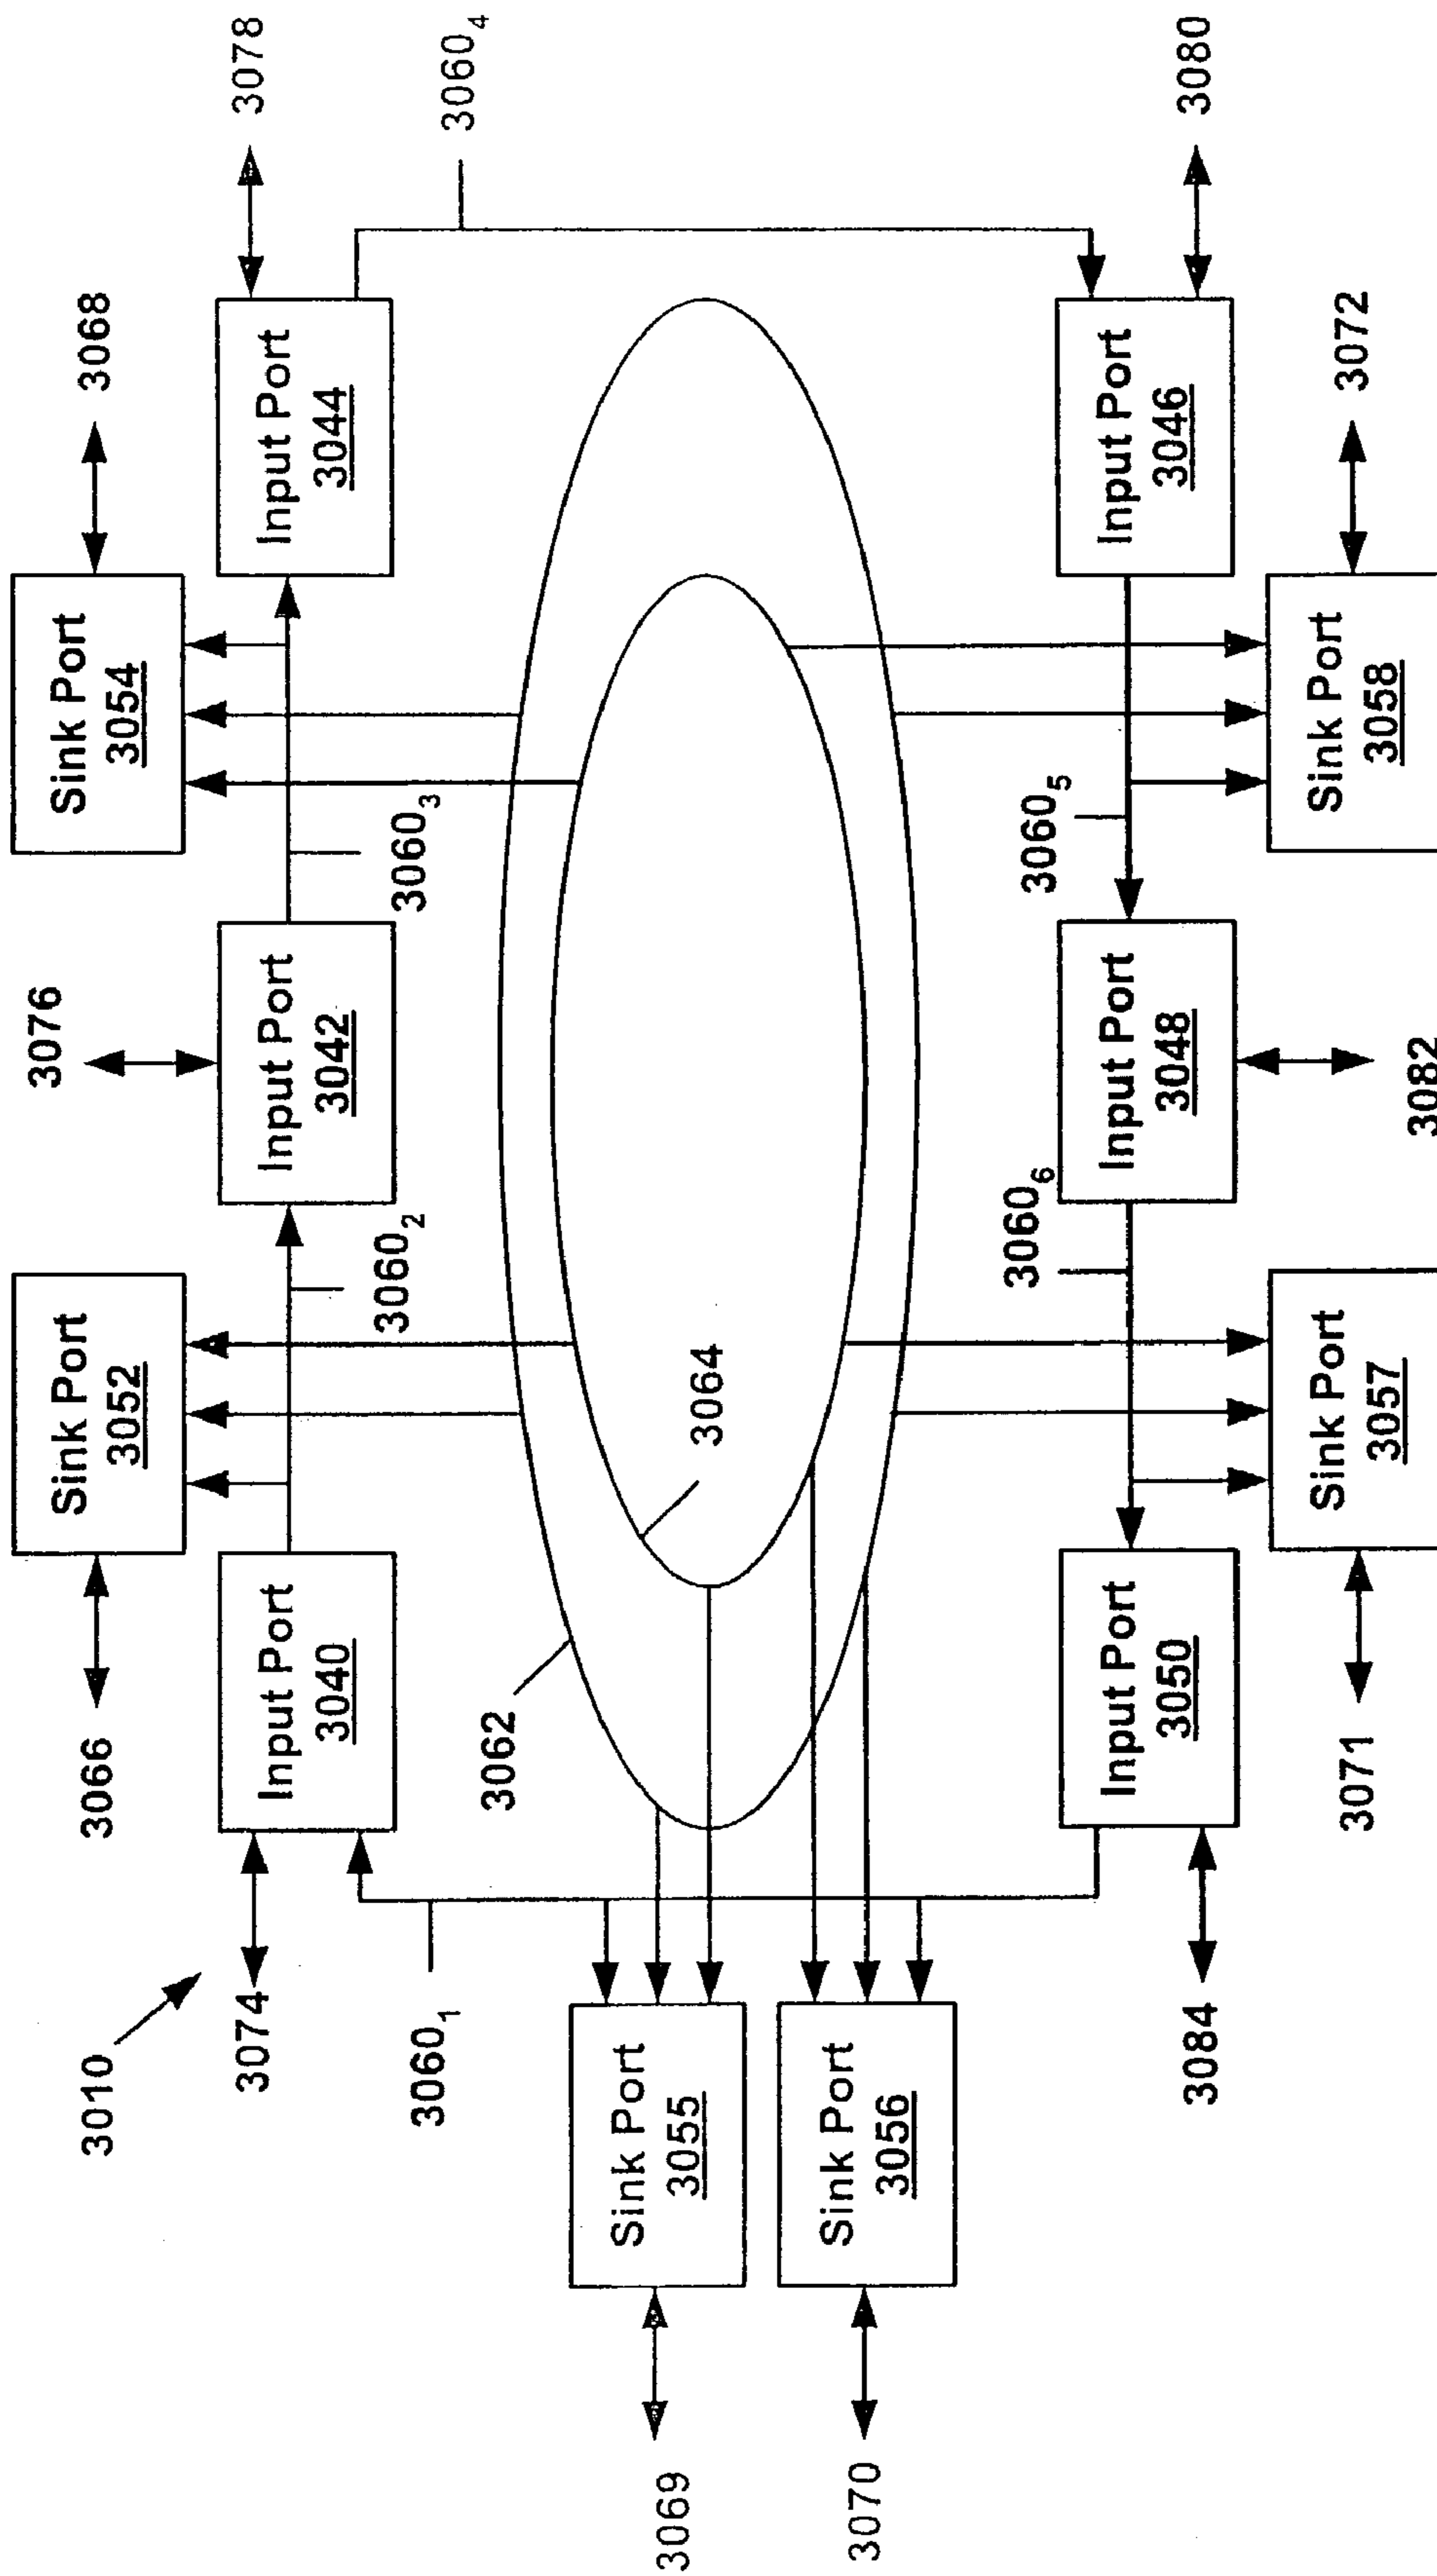 3010
3066
3068
Sink Port
3052
Sink Port
3054
3076
3074
3078
Input Port
3040
Input Port
3042
Input Port
3044
3060₁
3060₂
3060₃
3060₄
3062
3064
3069
Sink Port
3055
3070
Sink Port
3056
3060₆
3060₅
3084
3080
Input Port
3050
Input Port
3048
Input Port
3046
3071
3072
Sink Port
3057
Sink Port
3058
3082